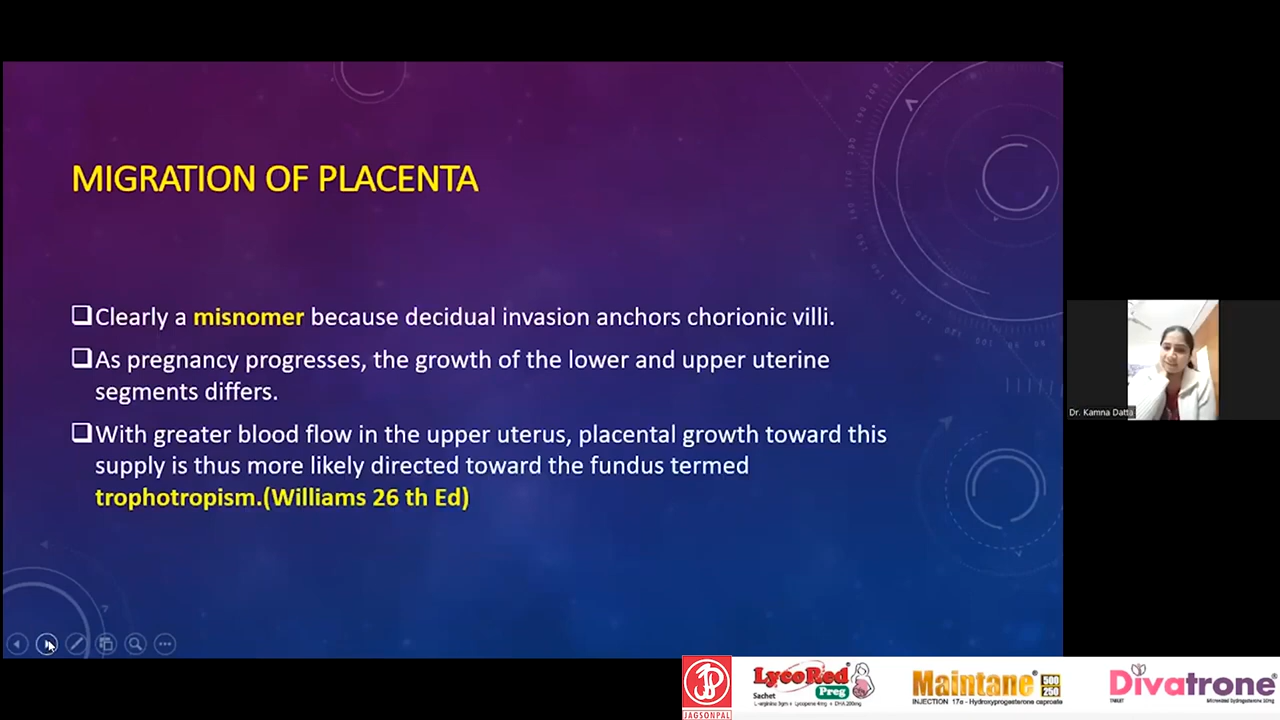 MIGRATION OF PLACENTA
Clearly a misnomer because decidual invasion anchors chorionic villi.
As pregnancy progresses, the growth of the lower and upper uterine
segments differs.
With greater blood flow in the upper uterus, placental growth toward this
supply is thus more likely directed toward the fundus termed
trophotropism.(Williams 26 th Ed)
Dr. Kamna Datta
JAGSONPAL
LycoRed
Preg
Sachet
L-arginine 3gm + Lycopene 4mg + DHA 200mg
Maintane 500 250
INJECTION 17α - Hydroxyprogesterone caproate
Divatrone
TABLET